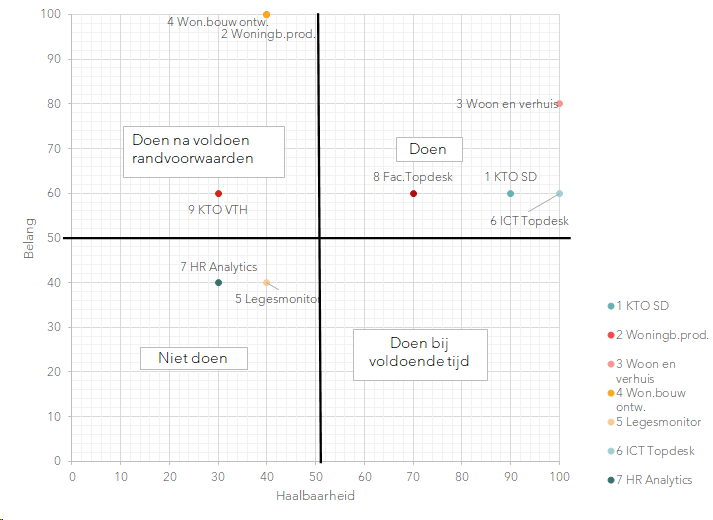 100
4 Won.bouw ontw.
2 Woningb.prod.
90
80
3 Woon en verhuis
Doen na voldoen
randvoorwaarden
Doen
70
8 Fac.Topdesk
1 KTO SD
60
9 KTO VTH
6 ICT Topdesk
Belang
50
7 HR Analytics
40
5 Legesmonitor
30
Niet doen
Doen bij
voldoende tijd
20
10
0
0 10 20 30 40 50 60 70 80 90 100
Haalbaarheid
1 KTO SD
2 Woningb.prod.
3 Woon en
verhuis
4 Won.bouw
ontw.
5 Legesmonitor
6 ICT Topdesk
7 HR Analytics